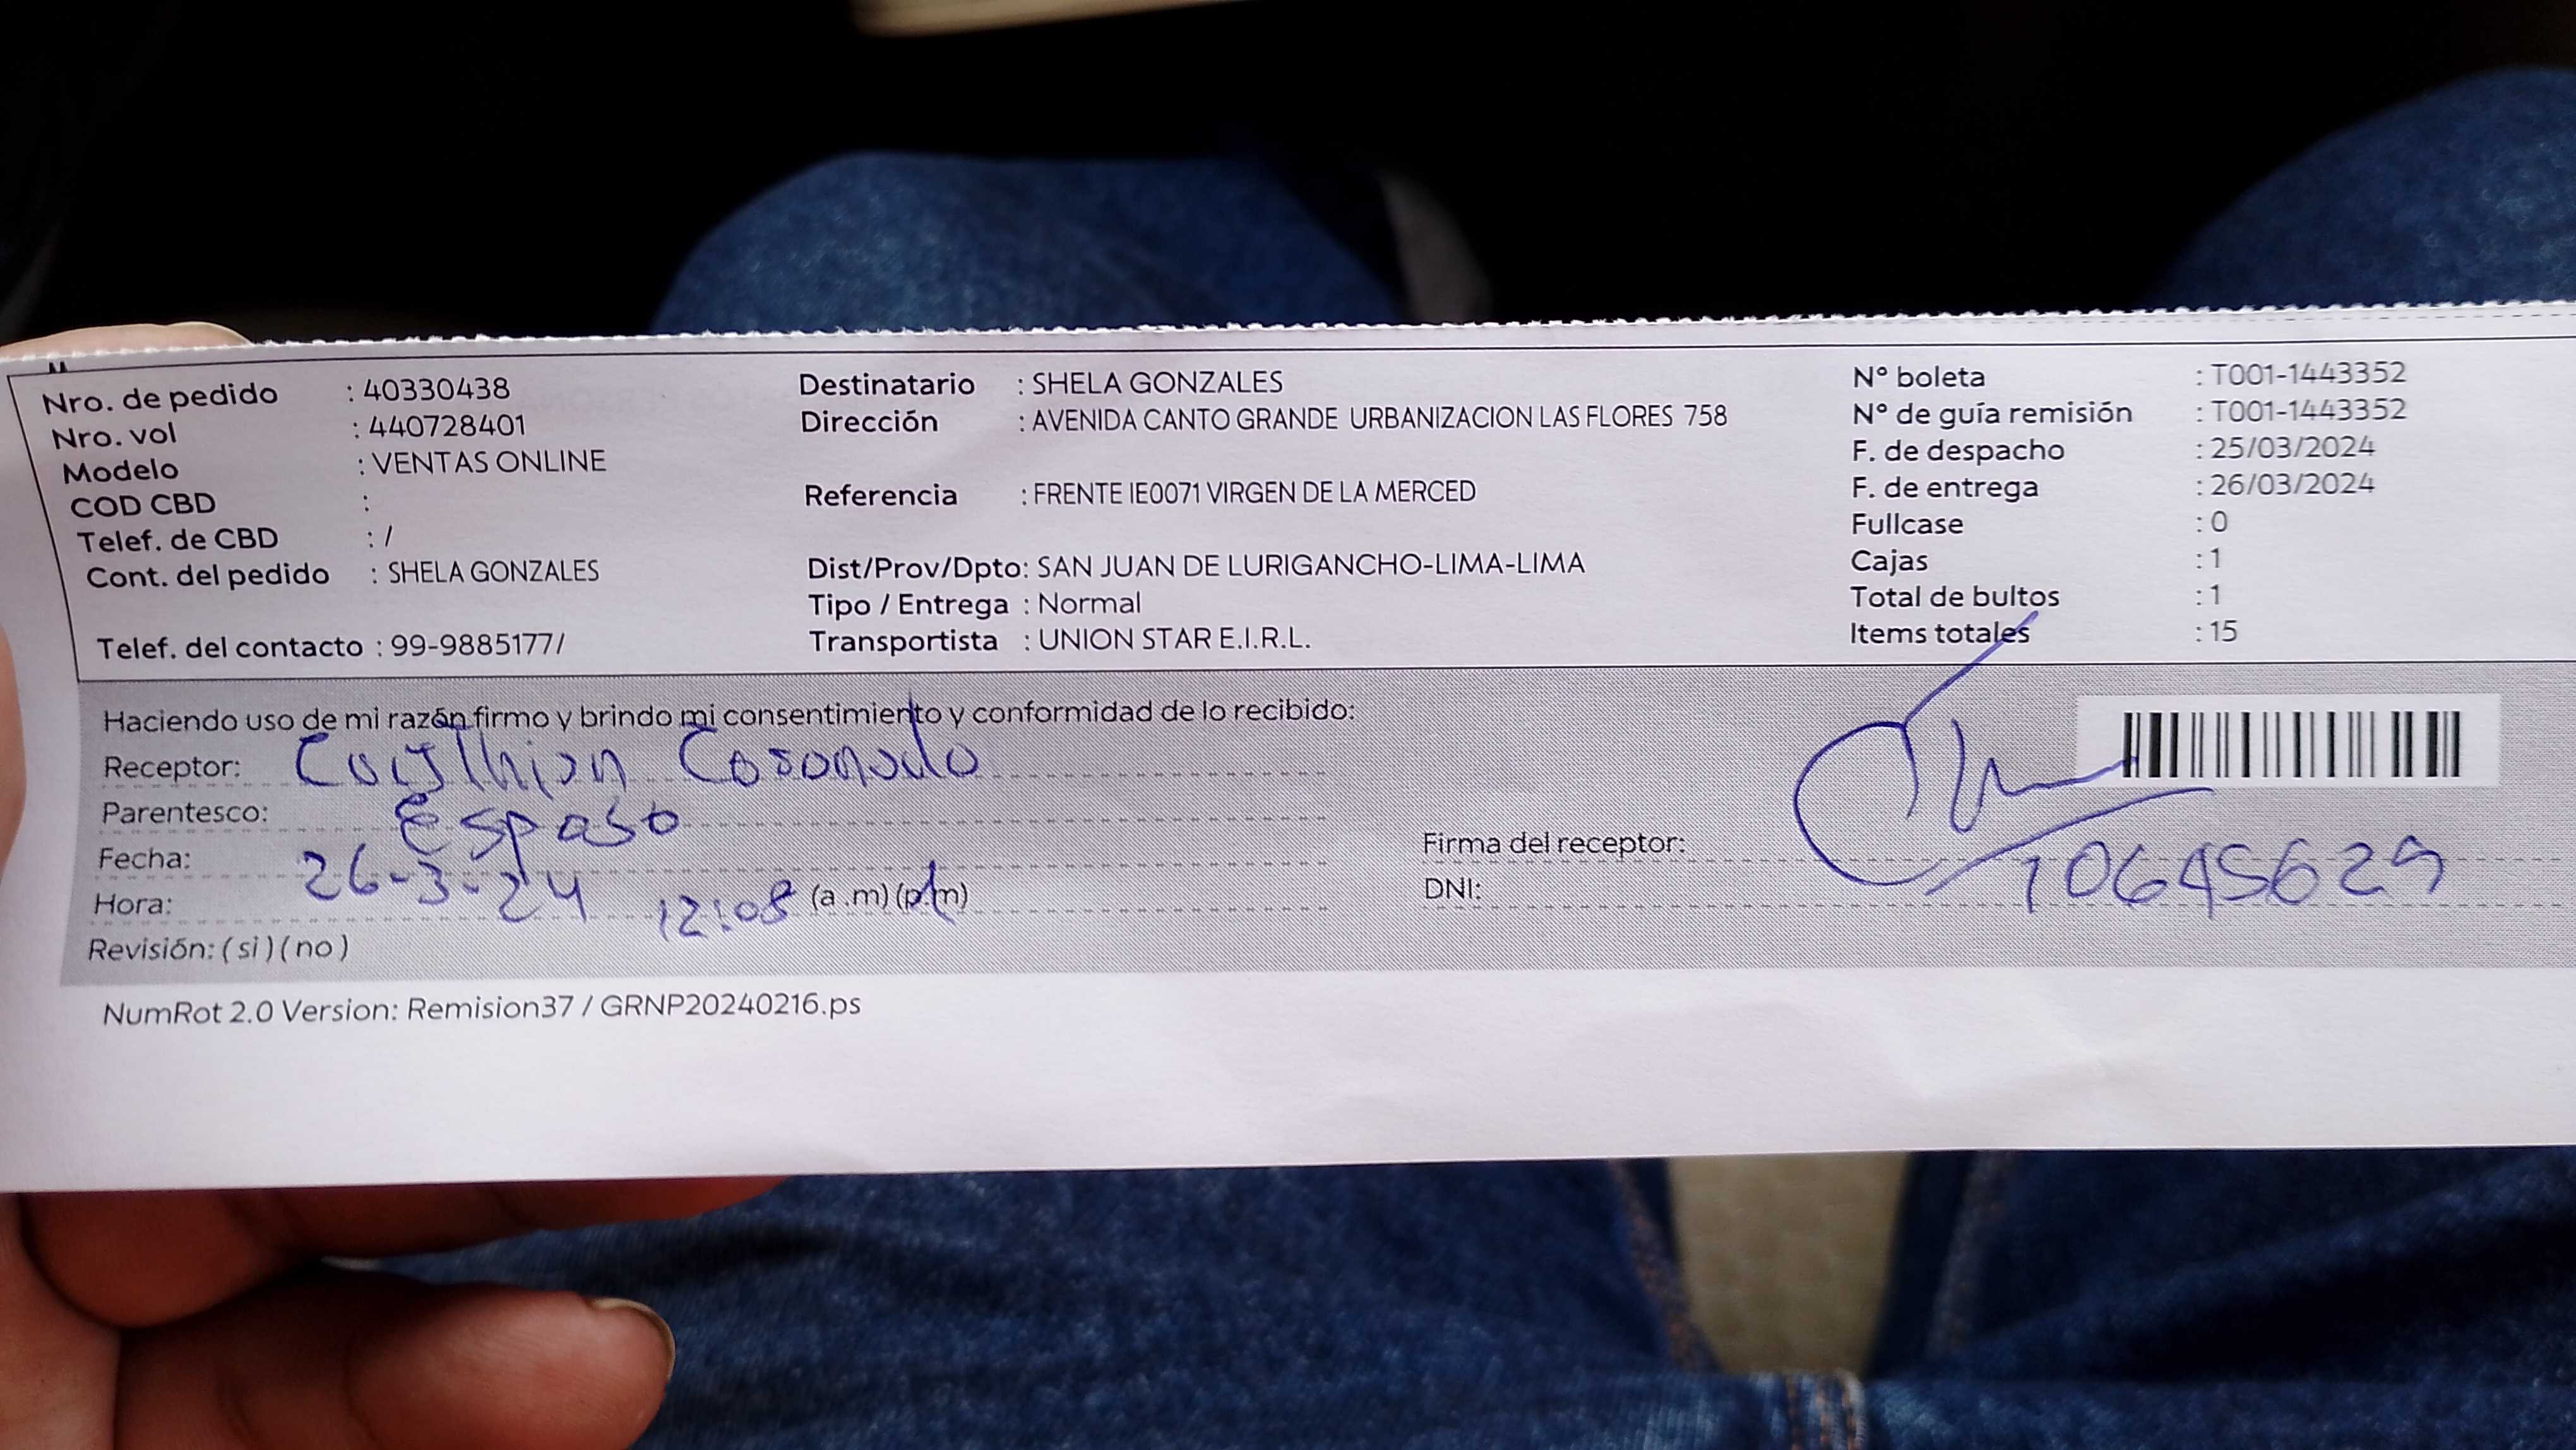 Nro. de pedido : 40330438
Nro. vol : 440728401
Modelo : VENTAS ONLINE
COD CBD :
Telef. de CBD : /
Cont. del pedido : SHELA GONZALES
Telef. del contacto : 99-9885177/
Destinatario : SHELA GONZALES
Dirección : AVENIDA CANTO GRANDE URBANIZACION LAS FLORES 758
Referencia : FRENTE IE0071 VIRGEN DE LA MERCED
Dist/Prov/Dpto: SAN JUAN DE LURIGANCHO-LIMA-LIMA
Tipo / Entrega : Normal
Transportista : UNION STAR E.I.R.L.
N° boleta : T001-1443352
N° de guía remisión : T001-1443352
F. de despacho : 25/03/2024
F. de entrega : 26/03/2024
Fullcase : 0
Cajas : 1
Total de bultos : 1
Items totales : 15
Haciendo uso de mi razón firmo y brindo mi consentimiento y conformidad de lo recibido:
Receptor: Coronado
Parentesco: esposo
Fecha: 26-3-24
Hora: 12:08 (a.m) (p.m)
Revisión: (si) (no)
Firma del receptor:
DNI: 10645629
NumRot 2.0 Version: Remision37 / GRNP20240216.ps